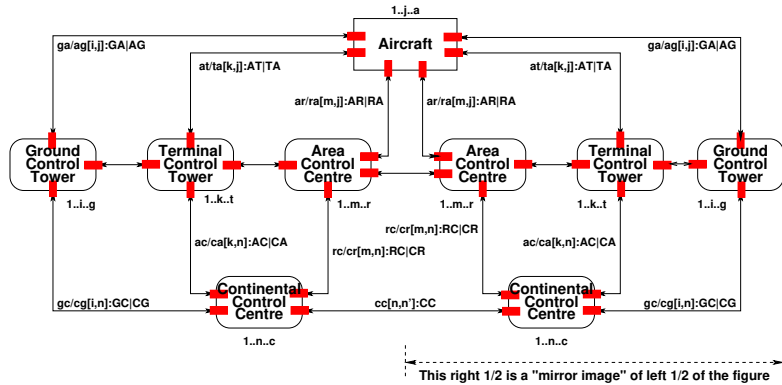 1..j..a
Aircraft
ga/ag[i,j]:GA|AG
ga/ag[i,j]:GA|AG
at/ta[k,j]:AT|TA
at/ta[k,j]:AT|TA
ar/ra[m,j]:AR|RA
ar/ra[m,j]:AR|RA
Ground
Control
Tower
Terminal
Control
Tower
Area
Control
Centre
Area
Control
Centre
Terminal
Control
Tower
Ground
Control
Tower
1..i..g
1..k..t
1..m..r
1..m..r
1..k..t
1..i..g
ac/ca[k,n]:AC|CA
rc/cr[m,n]:RC|CR
rc/cr[m,n]:RC|CR
ac/ca[k,n]:AC|CA
gc/cg[i,n]:GC|CG
Continental
Control
Centre
cc[n,n']:CC
Continental
Control
Centre
gc/cg[i,n]:GC|CG
1..n..c
1..n..c
This right 1/2 is a "mirror image" of left 1/2 of the figure